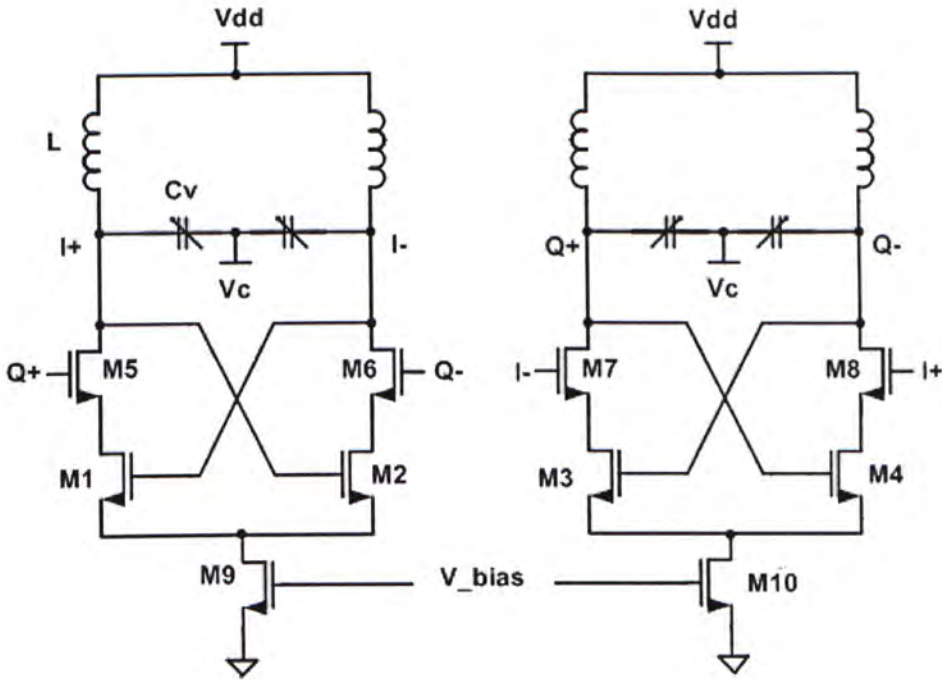 Vdd Vdd
L
Cv
I+ I- Q+ Q-
Vc Vc
Q+ M5 M6 Q- I- M7 M8 I+
M1 M2 M3 M4
M9 V_bias M10